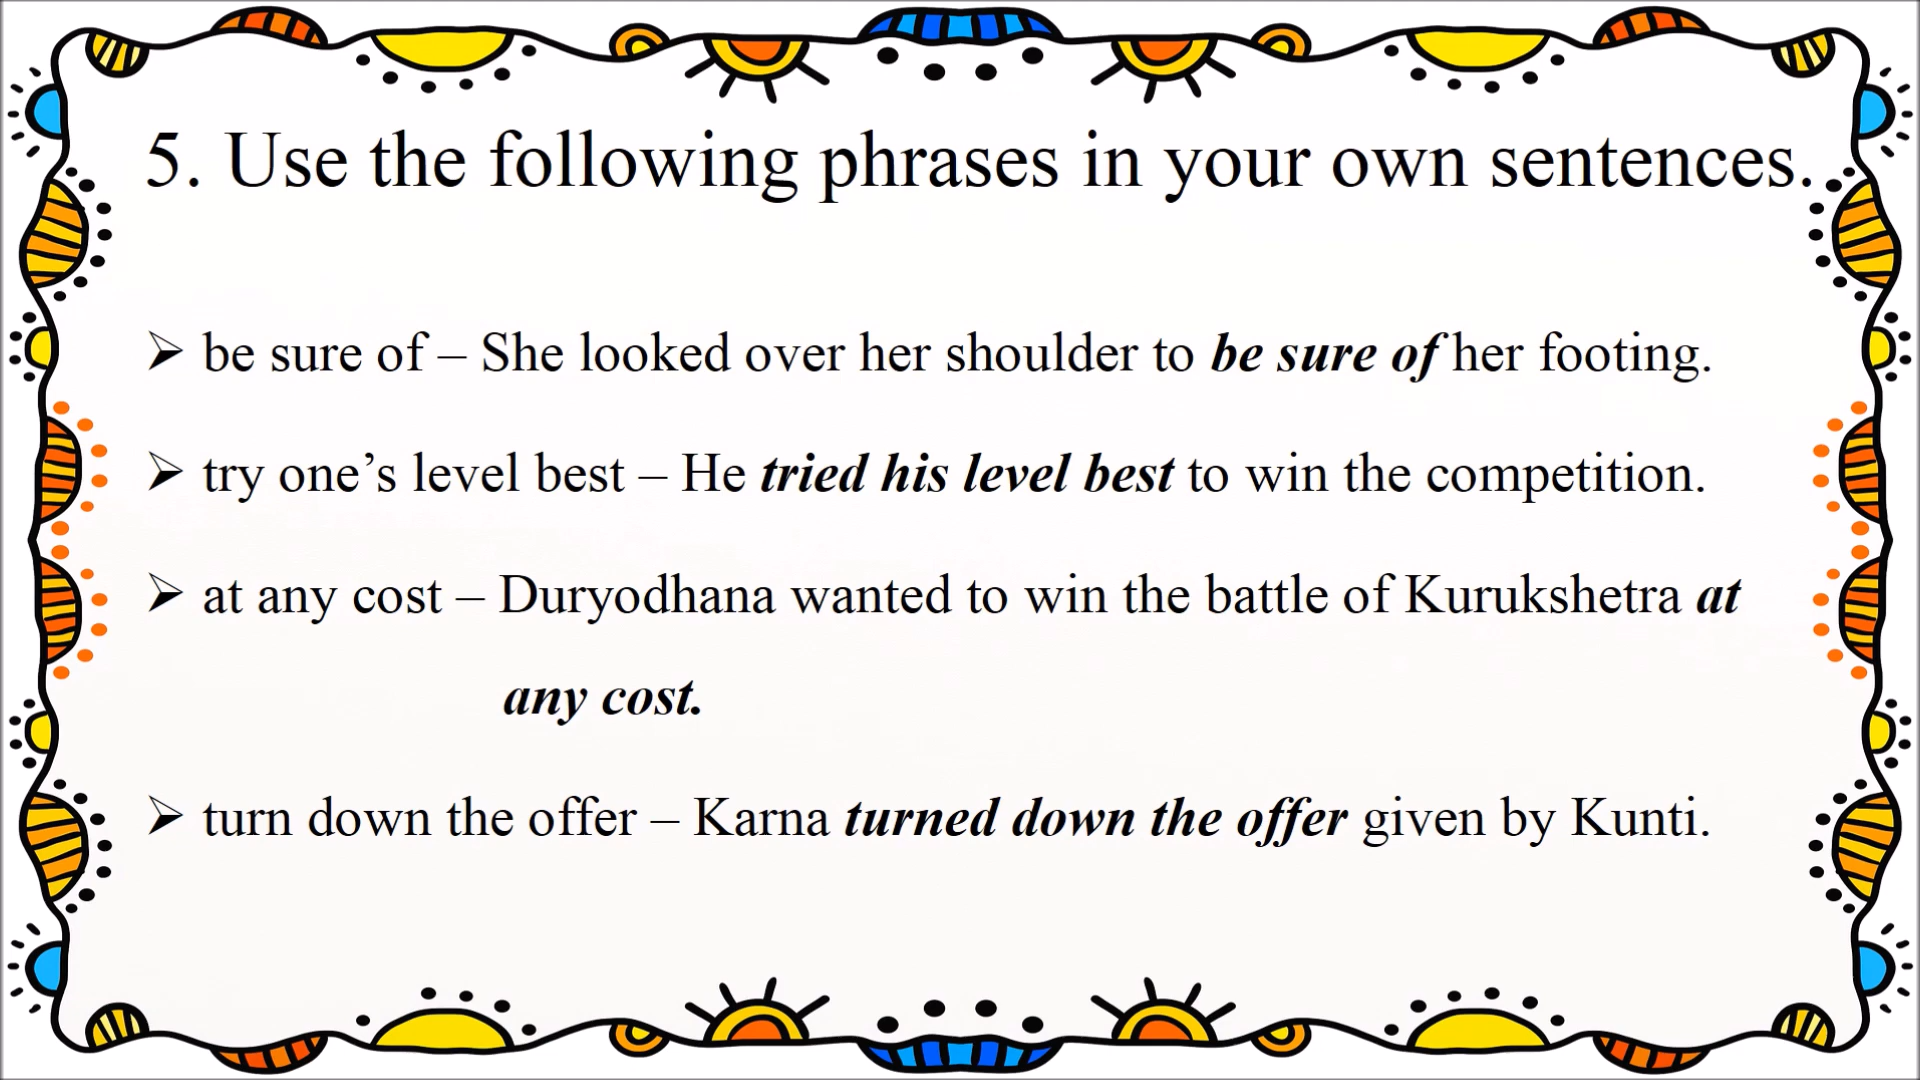 5. Use the following phrases in your own sentences.
➢ be sure of – She looked over her shoulder to be sure of her footing.
➢ try one’s level best – He tried his level best to win the competition.
➢ at any cost – Duryodhana wanted to win the battle of Kurukshetra at
any cost.
➢ turn down the offer – Karna turned down the offer given by Kunti.